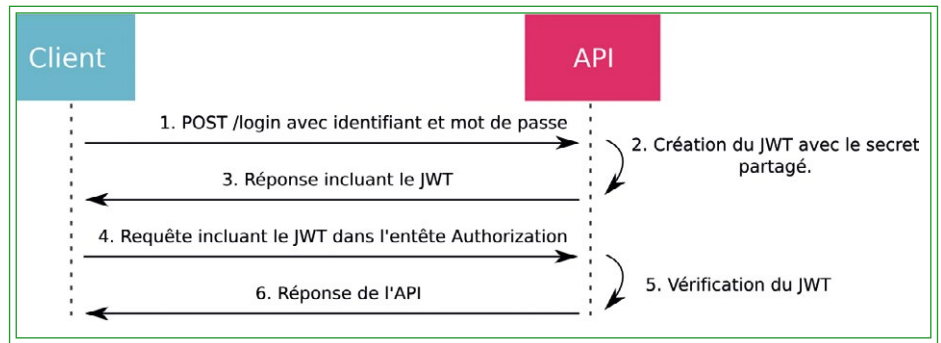 Client
API
1. POST /login avec identifiant et mot de passe
2. Création du JWT avec le secret
partagé.
3. Réponse incluant le JWT
4. Requête incluant le JWT dans l'entête Authorization
5. Vérification du JWT
6. Réponse de l'API